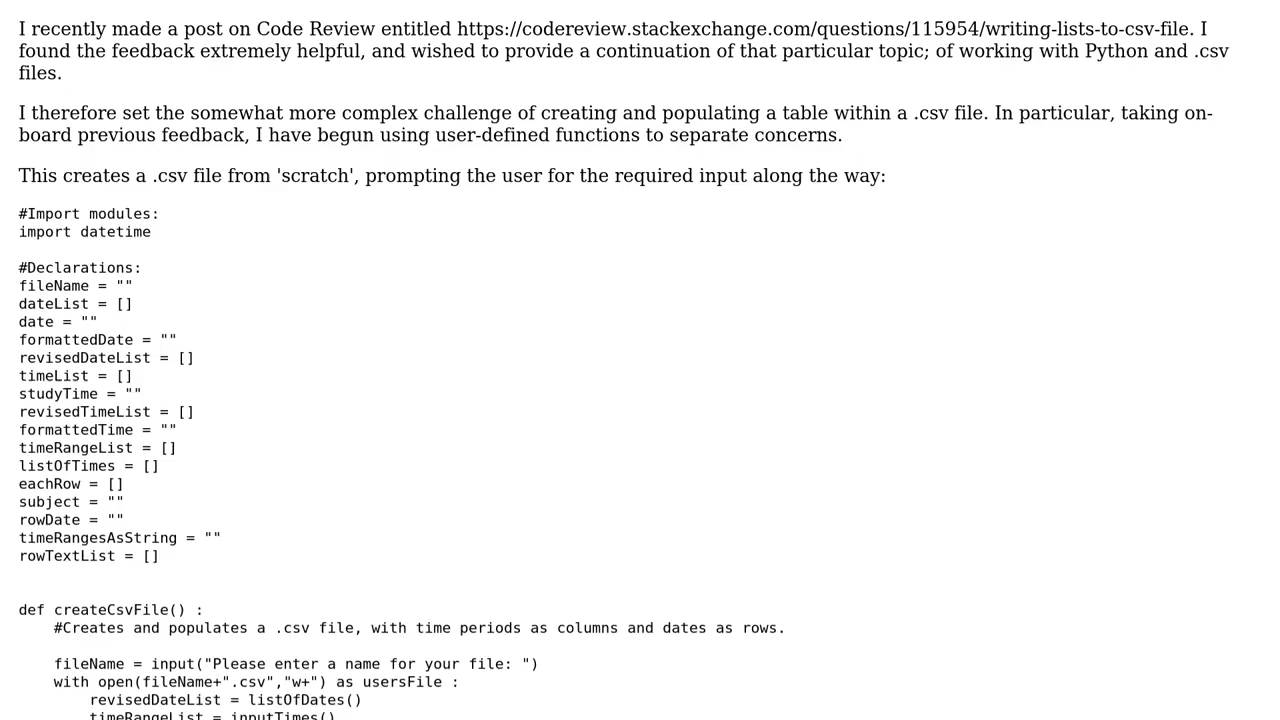 I recently made a post on Code Review entitled https://codereview.stackexchange.com/questions/115954/writing-lists-to-csv-file. I
found the feedback extremely helpful, and wished to provide a continuation of that particular topic; of working with Python and .csv
files.
I therefore set the somewhat more complex challenge of creating and populating a table within a .csv file. In particular, taking on-
board previous feedback, I have begun using user-defined functions to separate concerns.
This creates a .csv file from 'scratch', prompting the user for the required input along the way:
#Import modules:
import datetime
#Declarations:
fileName = ""
dateList = []
date = ""
formattedDate = ""
revisedDateList = []
timeList = []
studyTime = ""
revisedTimeList = []
formattedTime = ""
timeRangeList = []
listOfTimes = []
eachRow = []
subject = ""
rowDate = ""
timeRangesAsString = ""
rowTextList = []
def createCsvFile() :
    #Creates and populates a .csv file, with time periods as columns and dates as rows.
    fileName = input("Please enter a name for your file: ")
    with open(fileName+".csv","w+") as usersFile :
        revisedDateList = listOfDates()
        timeRangeList = inputTimes()